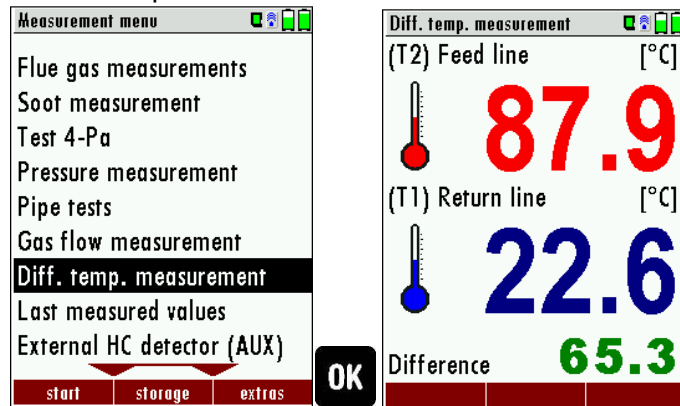 Measurement menu
Flue gas measurements
Soot measurement
Test 4-Pa
Pressure measurement
Pipe tests
Gas flow measurement
Diff. temp. measurement
Last measured values
External HC detector (AUX)
start storage extras
OK
Diff. temp. measurement
(T2) Feed line [°C]
87.9
(T1) Return line [°C]
22.6
Difference 65.3